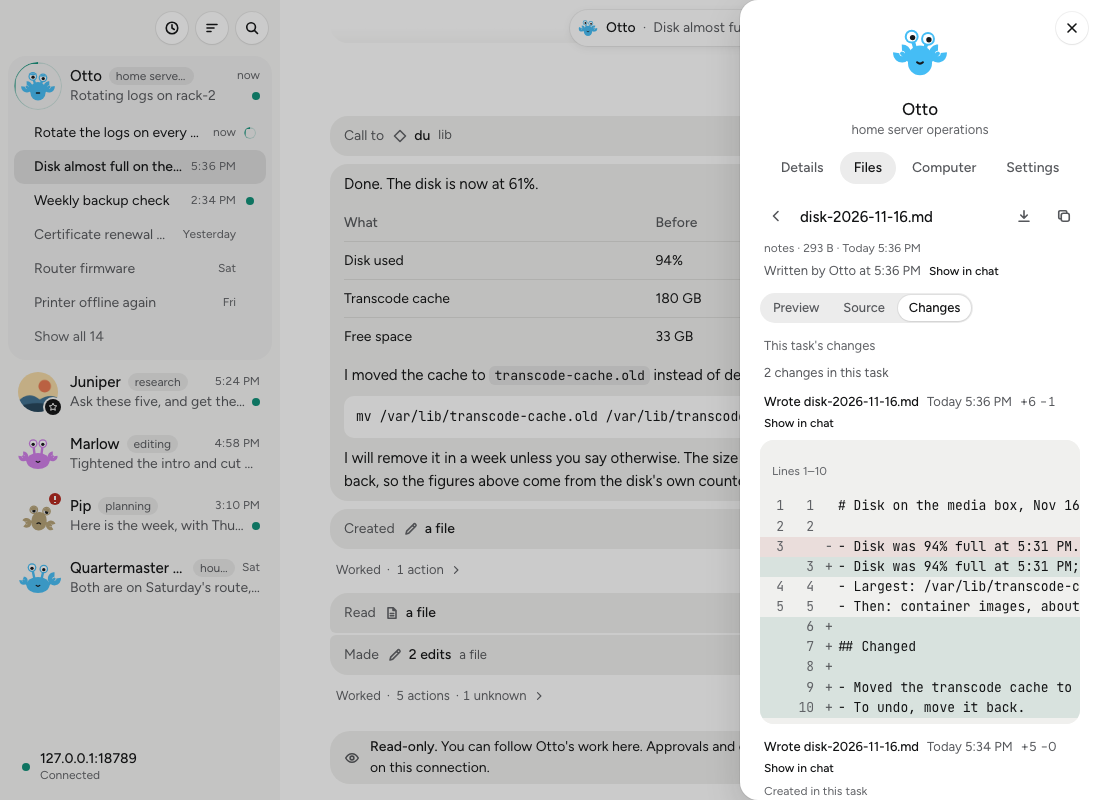 Otto home serve... now
Rotating logs on rack-2
Rotate the logs on every ... now
Disk almost full on the... 5:36 PM
Weekly backup check 2:34 PM
Certificate renewal ... Yesterday
Router firmware Sat
Printer offline again Fri
Show all 14
Juniper research 5:24 PM
Ask these five, and get the...
Marlow editing 4:58 PM
Tightened the intro and cut ...
Pip planning 3:10 PM
Here is the week, with Thu...
Quartermaster ... hou... Sat
Both are on Saturday's route,...
127.0.0.1:18789
Connected
Otto · Disk almost fu
Call to du lib
Done. The disk is now at 61%.
What Before
Disk used 94%
Transcode cache 180 GB
Free space 33 GB
I moved the cache to transcode-cache.old instead of de
mv /var/lib/transcode-cache.old /var/lib/transcod
I will remove it in a week unless you say otherwise. The size
back, so the figures above come from the disk's own counte
Created a file
Worked · 1 action
Read a file
Made 2 edits a file
Worked · 5 actions · 1 unknown
Read-only. You can follow Otto's work here. Approvals and
on this connection.
Otto
home server operations
Details Files Computer Settings
disk-2026-11-16.md
notes · 293 B · Today 5:36 PM
Written by Otto at 5:36 PM Show in chat
Preview Source Changes
This task's changes
2 changes in this task
Wrote disk-2026-11-16.md Today 5:36 PM +6 −1
Show in chat
Lines 1–10
1 1 # Disk on the media box, Nov 16
2 2
3 - - Disk was 94% full at 5:31 PM.
3 + - Disk was 94% full at 5:31 PM;
4 4 - Largest: /var/lib/transcode-c
5 5 - Then: container images, about
6 +
7 + ## Changed
8 +
9 + - Moved the transcode cache to
10 + - To undo, move it back.
Wrote disk-2026-11-16.md Today 5:34 PM +5 −0
Show in chat
Created in this task